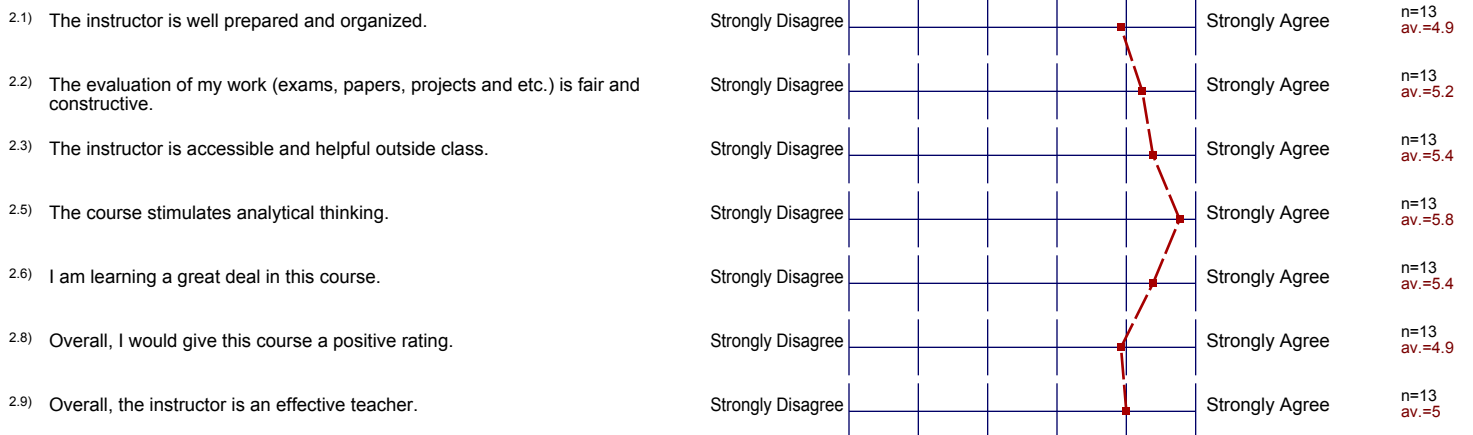 2.1) The instructor is well prepared and organized. Strongly Disagree Strongly Agree n=13
av.=4.9
2.2) The evaluation of my work (exams, papers, projects and etc.) is fair and Strongly Disagree Strongly Agree n=13
constructive. av.=5.2
2.3) The instructor is accessible and helpful outside class. Strongly Disagree Strongly Agree n=13
av.=5.4
2.5) The course stimulates analytical thinking. Strongly Disagree Strongly Agree n=13
av.=5.8
2.6) I am learning a great deal in this course. Strongly Disagree Strongly Agree n=13
av.=5.4
2.8) Overall, I would give this course a positive rating. Strongly Disagree Strongly Agree n=13
av.=4.9
2.9) Overall, the instructor is an effective teacher. Strongly Disagree Strongly Agree n=13
av.=5